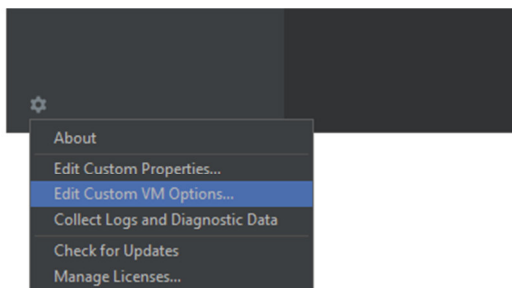 About
Edit Custom Properties...
Edit Custom VM Options...
Collect Logs and Diagnostic Data
Check for Updates
Manage Licenses...